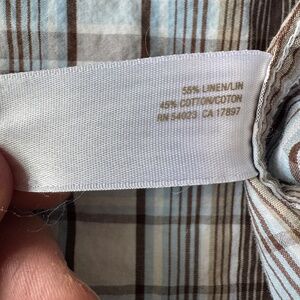 55% LINEN/LIN
45% COTTON/COTON
RN 54023 CA 17897